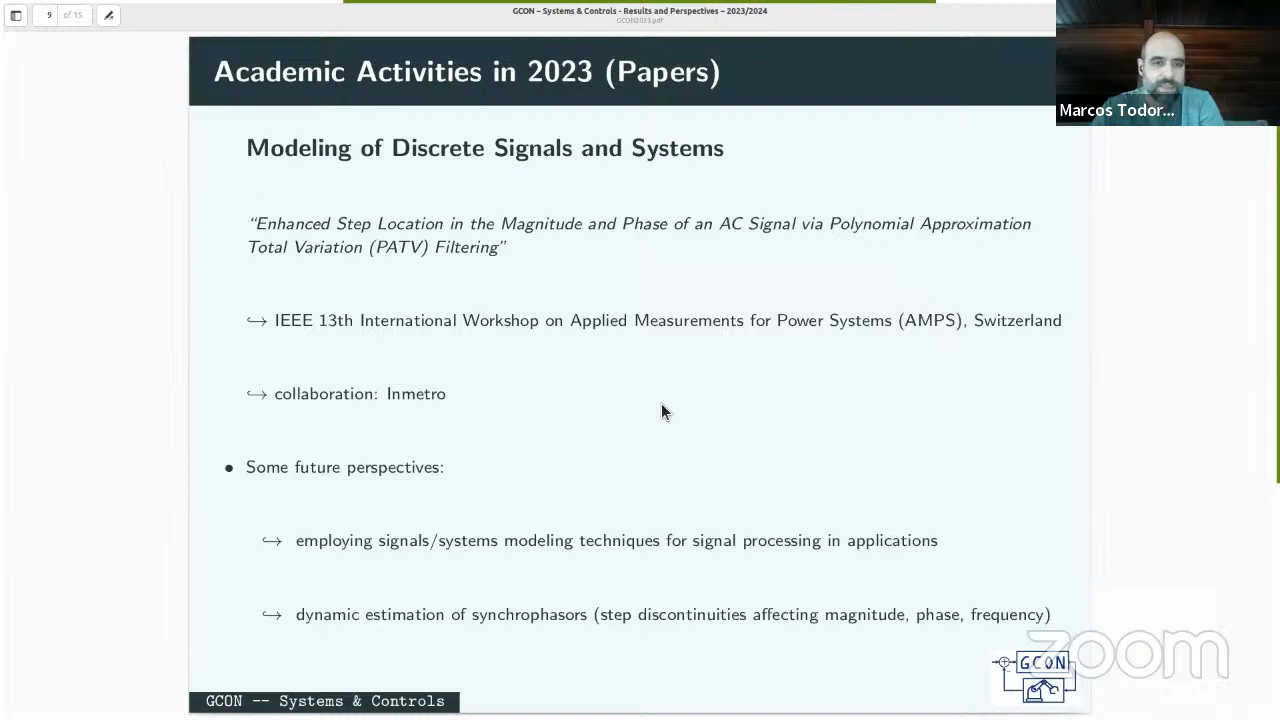 9 of 15
GCON – Systems & Controls - Results and Perspectives – 2023/2024
GCON2023.pdf
Academic Activities in 2023 (Papers)
Marcos Todor...
Modeling of Discrete Signals and Systems
“Enhanced Step Location in the Magnitude and Phase of an AC Signal via Polynomial Approximation
Total Variation (PATV) Filtering”
↪ IEEE 13th International Workshop on Applied Measurements for Power Systems (AMPS), Switzerland
↪ collaboration: Inmetro
• Some future perspectives:
↪ employing signals/systems modeling techniques for signal processing in applications
↪ dynamic estimation of synchrophasors (step discontinuities affecting magnitude, phase, frequency)
zoom
GCON
GCON -- Systems & Controls